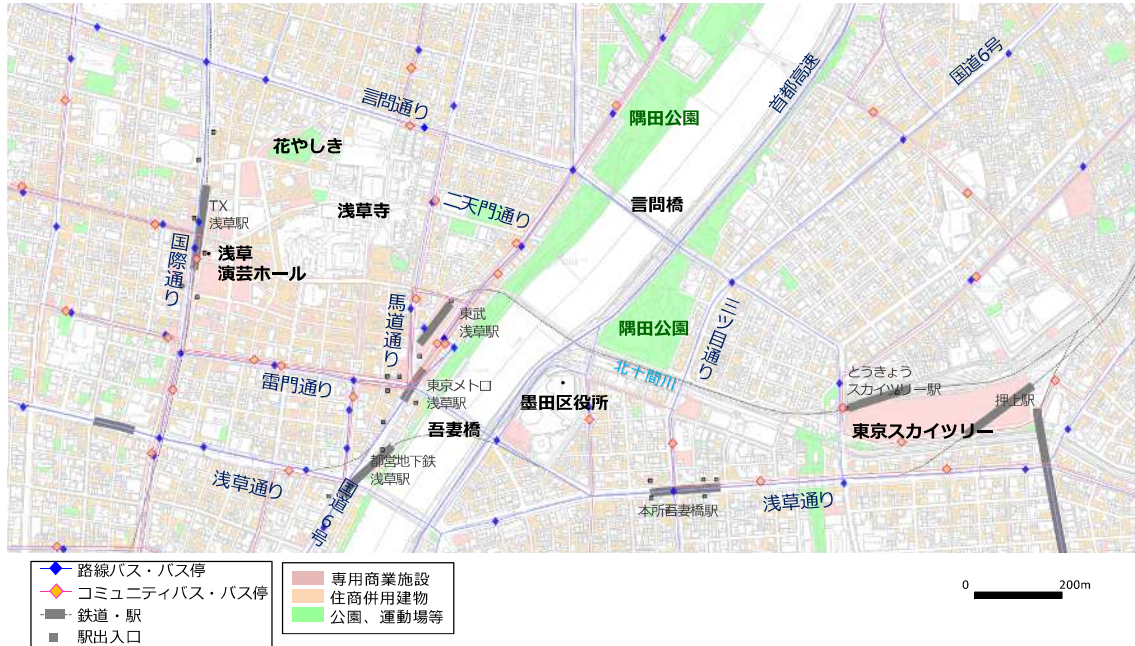 国道6号
首都高速
言問通り
隅田公園
花やしき
TX
浅草駅
浅草寺
二天門通り
言問橋
国際通り
浅草
演芸ホール
馬道通り
東武
浅草駅
隅田公園
三ツ目通り
北十間川
とうきょう
スカイツリー駅
雷門通り
東京メトロ
浅草駅
墨田区役所
押上駅
吾妻橋
東京スカイツリー
都営地下鉄
浅草駅
浅草通り
国道6号
本所吾妻橋駅
浅草通り
路線バス・バス停
コミュニティバス・バス停
鉄道・駅
駅出入口
専用商業施設
住商併用建物
公園、運動場等
0 200m